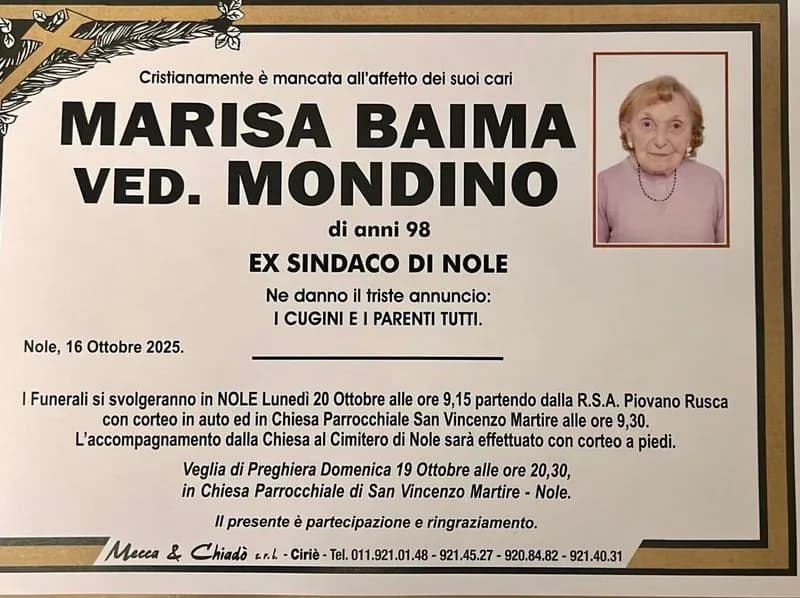 Cristianamente è mancata all'affetto dei suoi cari
MARISA BAIMA
VED. MONDINO
di anni 98
EX SINDACO DI NOLE
Ne danno il triste annuncio:
I CUGINI E I PARENTI TUTTI.
Nole, 16 Ottobre 2025.
I Funerali si svolgeranno in NOLE Lunedì 20 Ottobre alle ore 9,15 partendo dalla R.S.A. Piovano Rusca
con corteo in auto ed in Chiesa Parrocchiale San Vincenzo Martire alle ore 9,30.
L'accompagnamento dalla Chiesa al Cimitero di Nole sarà effettuato con corteo a piedi.
Veglia di Preghiera Domenica 19 Ottobre alle ore 20,30,
in Chiesa Parrocchiale di San Vincenzo Martire - Nole.
Il presente è partecipazione e ringraziamento.
Mecca & Chiadò s.r.l. - Ciriè - Tel. 011.921.01.48 - 921.45.27 - 920.84.82 - 921.40.31